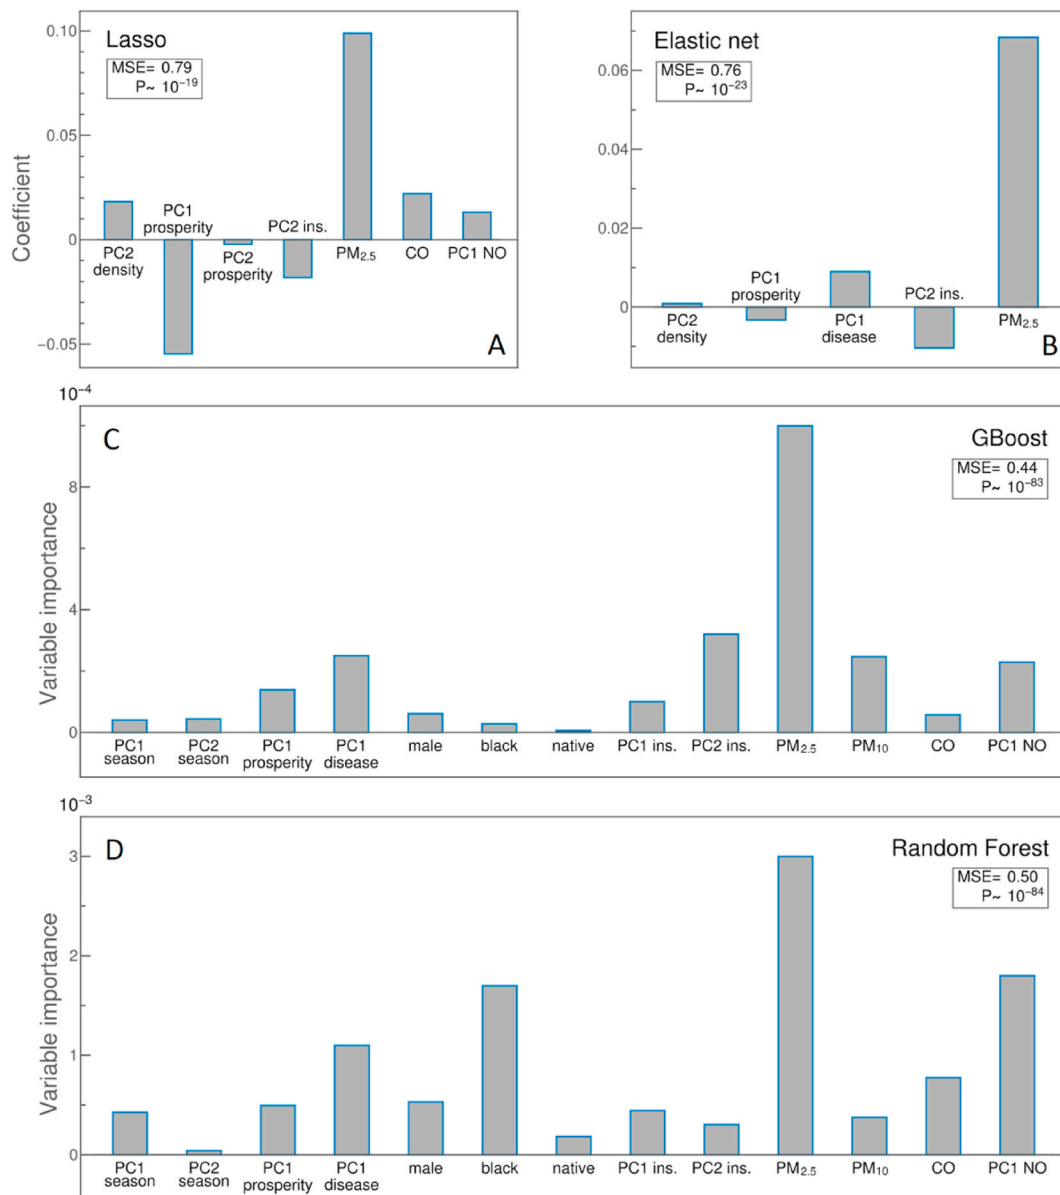 Lasso
MSE= 0.79
P~ 10⁻¹⁹
Coefficient
0.10
0.05
0
−0.05
PC2
density
PC1
prosperity
PC2
prosperity
PC2 ins.
PM₂.₅
CO
PC1 NO
A
Elastic net
MSE= 0.76
P~ 10⁻²³
0.06
0.04
0.02
0
PC2
density
PC1
prosperity
PC1
disease
PC2 ins.
PM₂.₅
B
10⁻⁴
C
GBoost
MSE= 0.44
P~ 10⁻⁸³
Variable importance
8
4
0
PC1
season
PC2
season
PC1
prosperity
PC1
disease
male
black
native
PC1 ins.
PC2 ins.
PM₂.₅
PM₁₀
CO
PC1 NO
10⁻³
D
Random Forest
MSE= 0.50
P~ 10⁻⁸⁴
Variable importance
3
2
1
0
PC1
season
PC2
season
PC1
prosperity
PC1
disease
male
black
native
PC1 ins.
PC2 ins.
PM₂.₅
PM₁₀
CO
PC1 NO